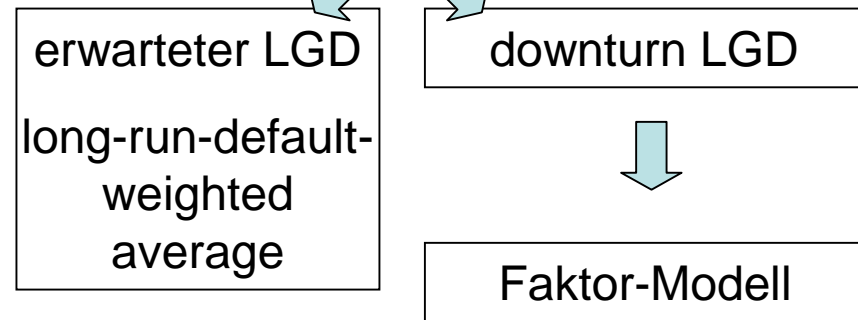 erwarteter LGD
long-run-default-
weighted
average
downturn LGD
Faktor-Modell